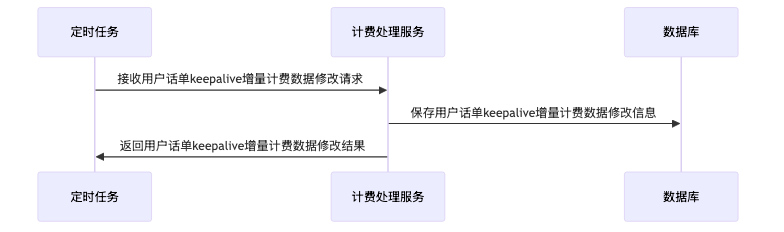 定时任务
计费处理服务
数据库
接收用户话单keepalive增量计费数据修改请求
保存用户话单keepalive增量计费数据修改信息
返回用户话单keepalive增量计费数据修改结果
定时任务
计费处理服务
数据库